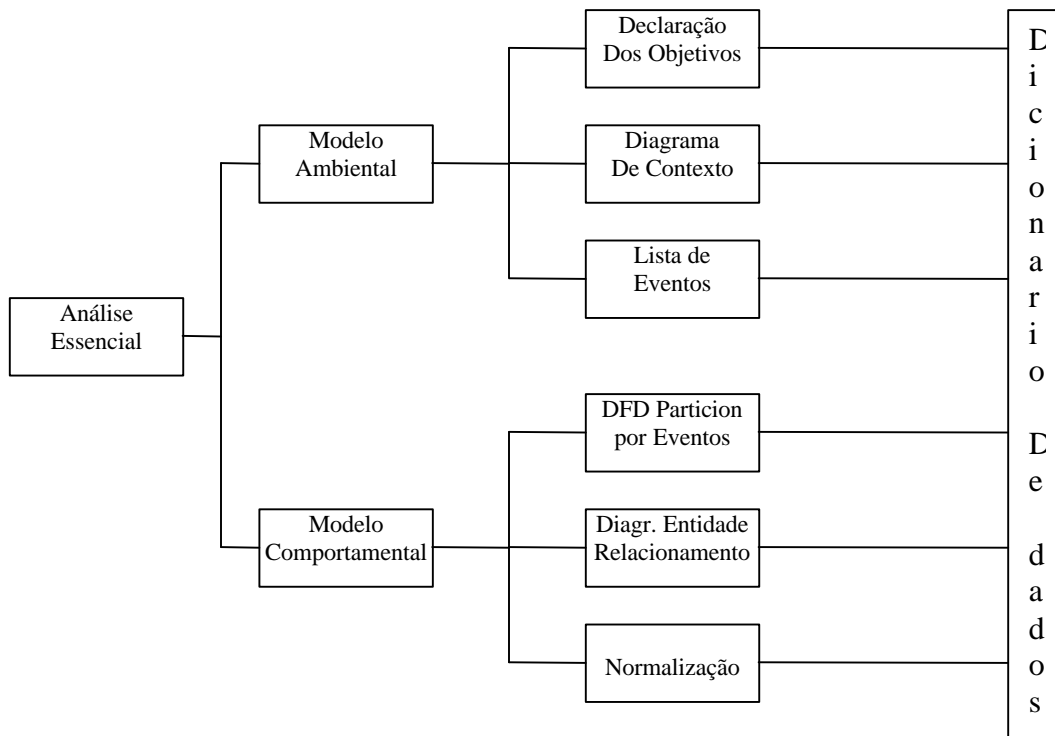 Declaração
Dos Objetivos
Modelo
Ambiental
Diagrama
De Contexto
Lista de
Eventos
Análise
Essencial
DFD Particion
por Eventos
Modelo
Comportamental
Diagr. Entidade
Relacionamento
Normalização
D
i
c
i
o
n
a
r
i
o
D
e
d
a
d
o
s